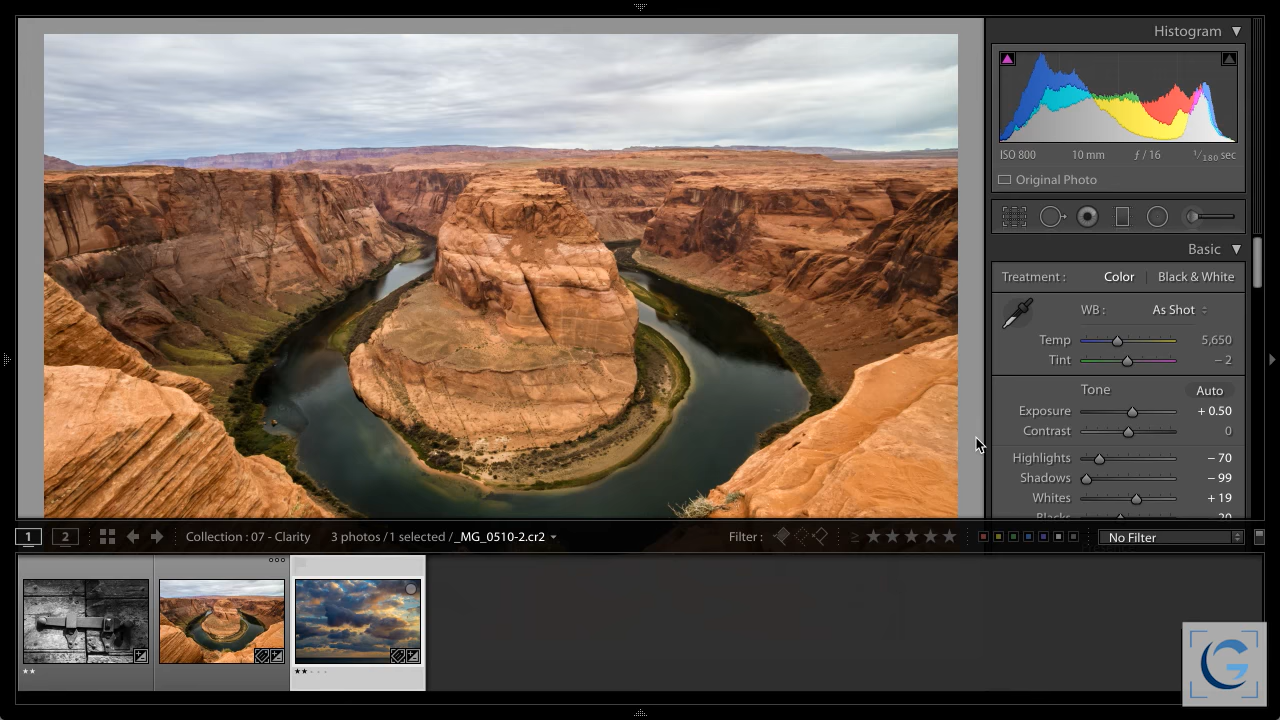 Histogram
ISO 800 10 mm ƒ / 16 1/180 sec
Original Photo
Basic
Treatment : Color Black & White
WB : As Shot
Temp 5,650
Tint – 2
Tone Auto
Exposure + 0.50
Contrast 0
Highlights – 70
Shadows – 99
Whites + 19
Blacks 20
1 2 Collection : 07 - Clarity 3 photos / 1 selected / _MG_0510-2.cr2 Filter : ≥ ★★★★★ No Filter
★★
★★
G